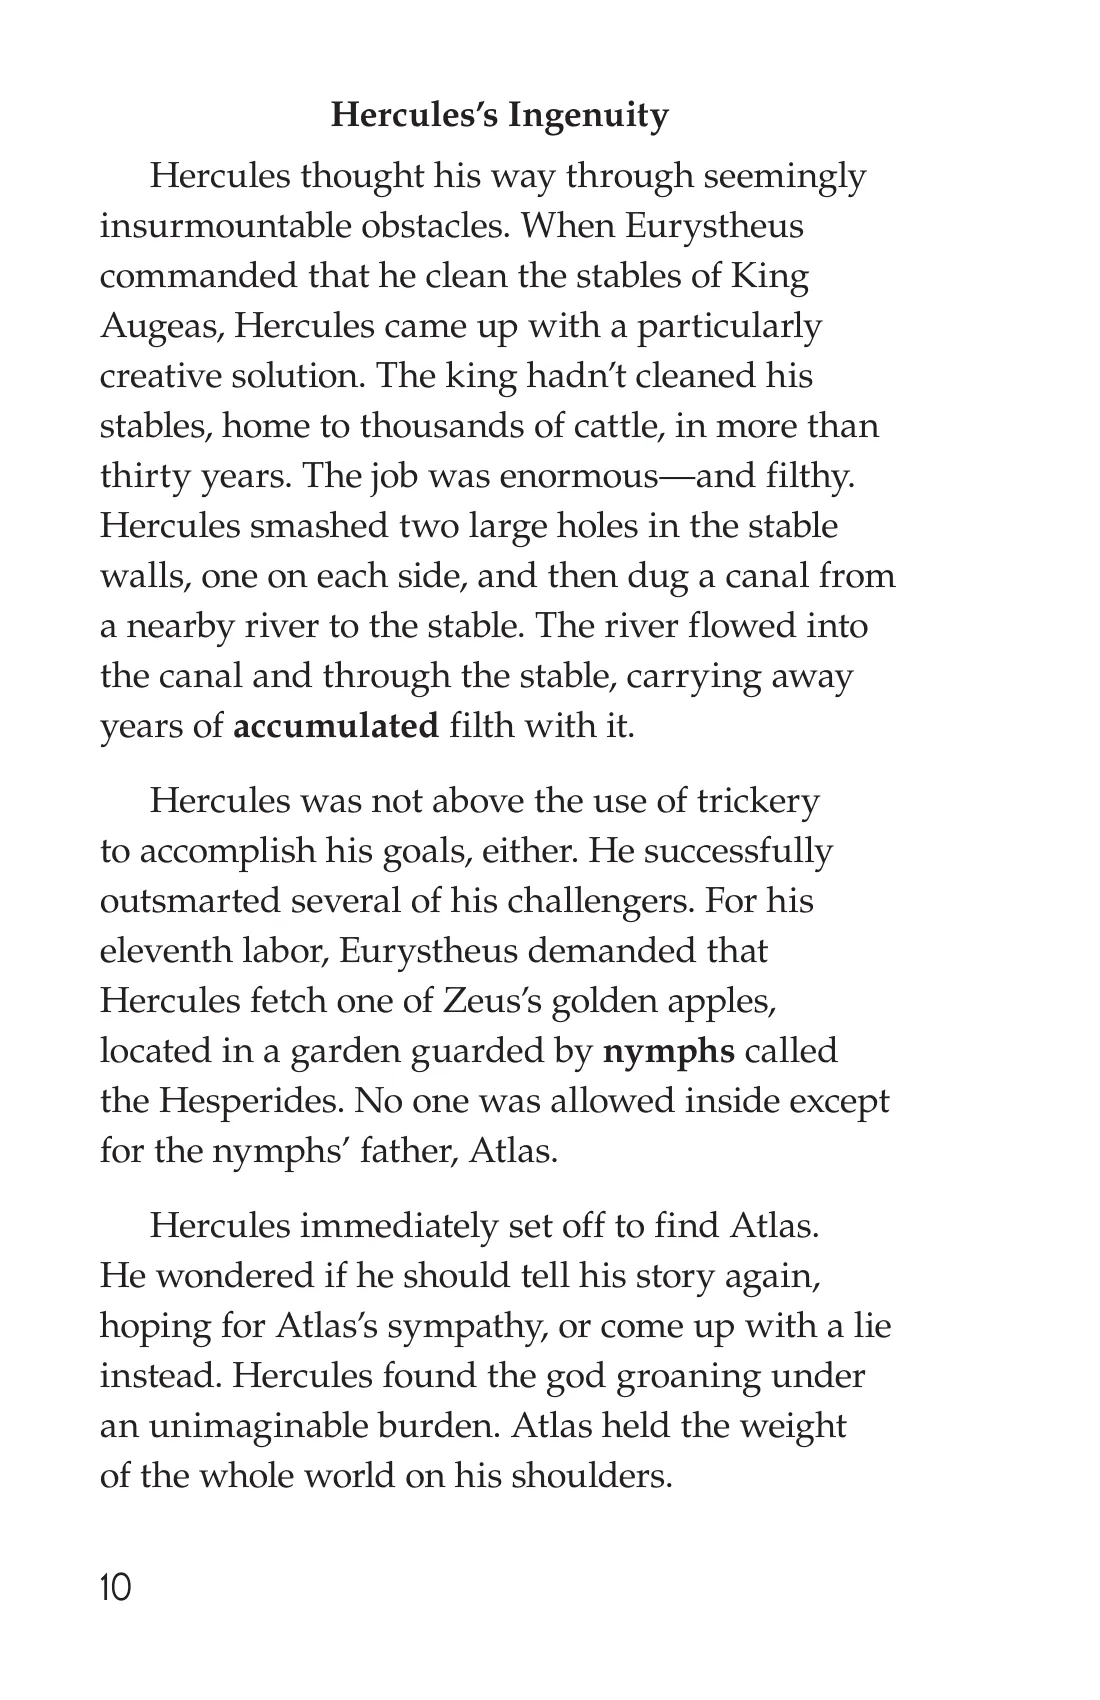 Hercules’s Ingenuity
Hercules thought his way through seemingly
insurmountable obstacles. When Eurystheus
commanded that he clean the stables of King
Augeas, Hercules came up with a particularly
creative solution. The king hadn’t cleaned his
stables, home to thousands of cattle, in more than
thirty years. The job was enormous—and filthy.
Hercules smashed two large holes in the stable
walls, one on each side, and then dug a canal from
a nearby river to the stable. The river flowed into
the canal and through the stable, carrying away
years of accumulated filth with it.
Hercules was not above the use of trickery
to accomplish his goals, either. He successfully
outsmarted several of his challengers. For his
eleventh labor, Eurystheus demanded that
Hercules fetch one of Zeus’s golden apples,
located in a garden guarded by nymphs called
the Hesperides. No one was allowed inside except
for the nymphs’ father, Atlas.
Hercules immediately set off to find Atlas.
He wondered if he should tell his story again,
hoping for Atlas’s sympathy, or come up with a lie
instead. Hercules found the god groaning under
an unimaginable burden. Atlas held the weight
of the whole world on his shoulders.
10